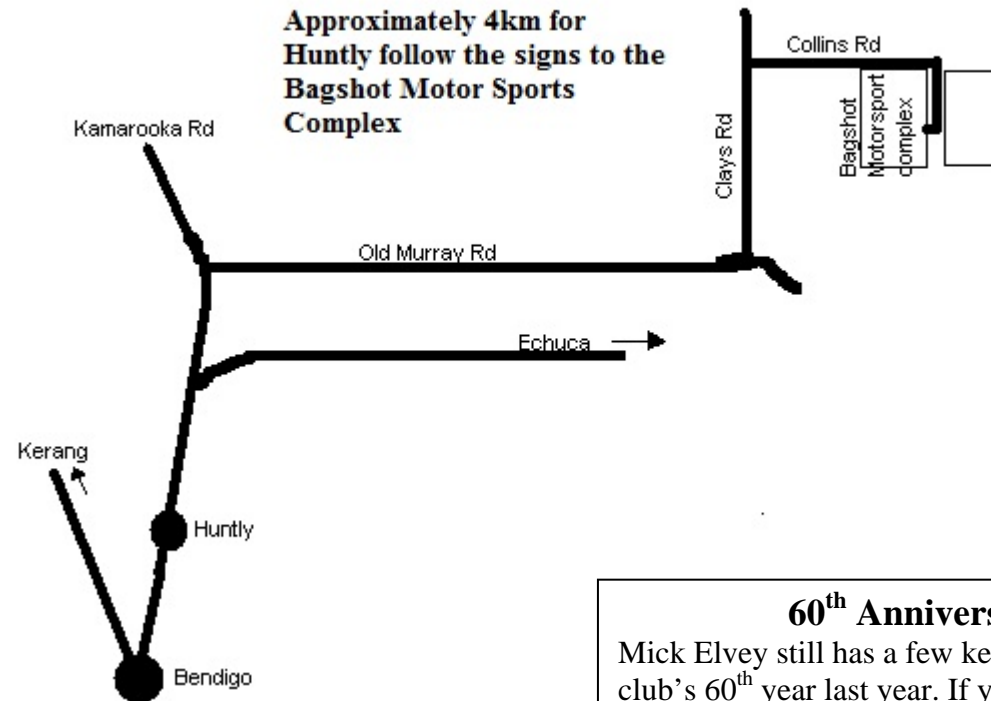 Approximately 4km for
Huntly follow the signs to the
Bagshot Motor Sports
Complex
Collins Rd
Kamarooka Rd
Clays Rd
Bagshot
Motorsport
complex
Old Murray Rd
Echuca
Kerang
Huntly
Bendigo
60th
Mick Elvey still has a few
club's 60th year last year. If